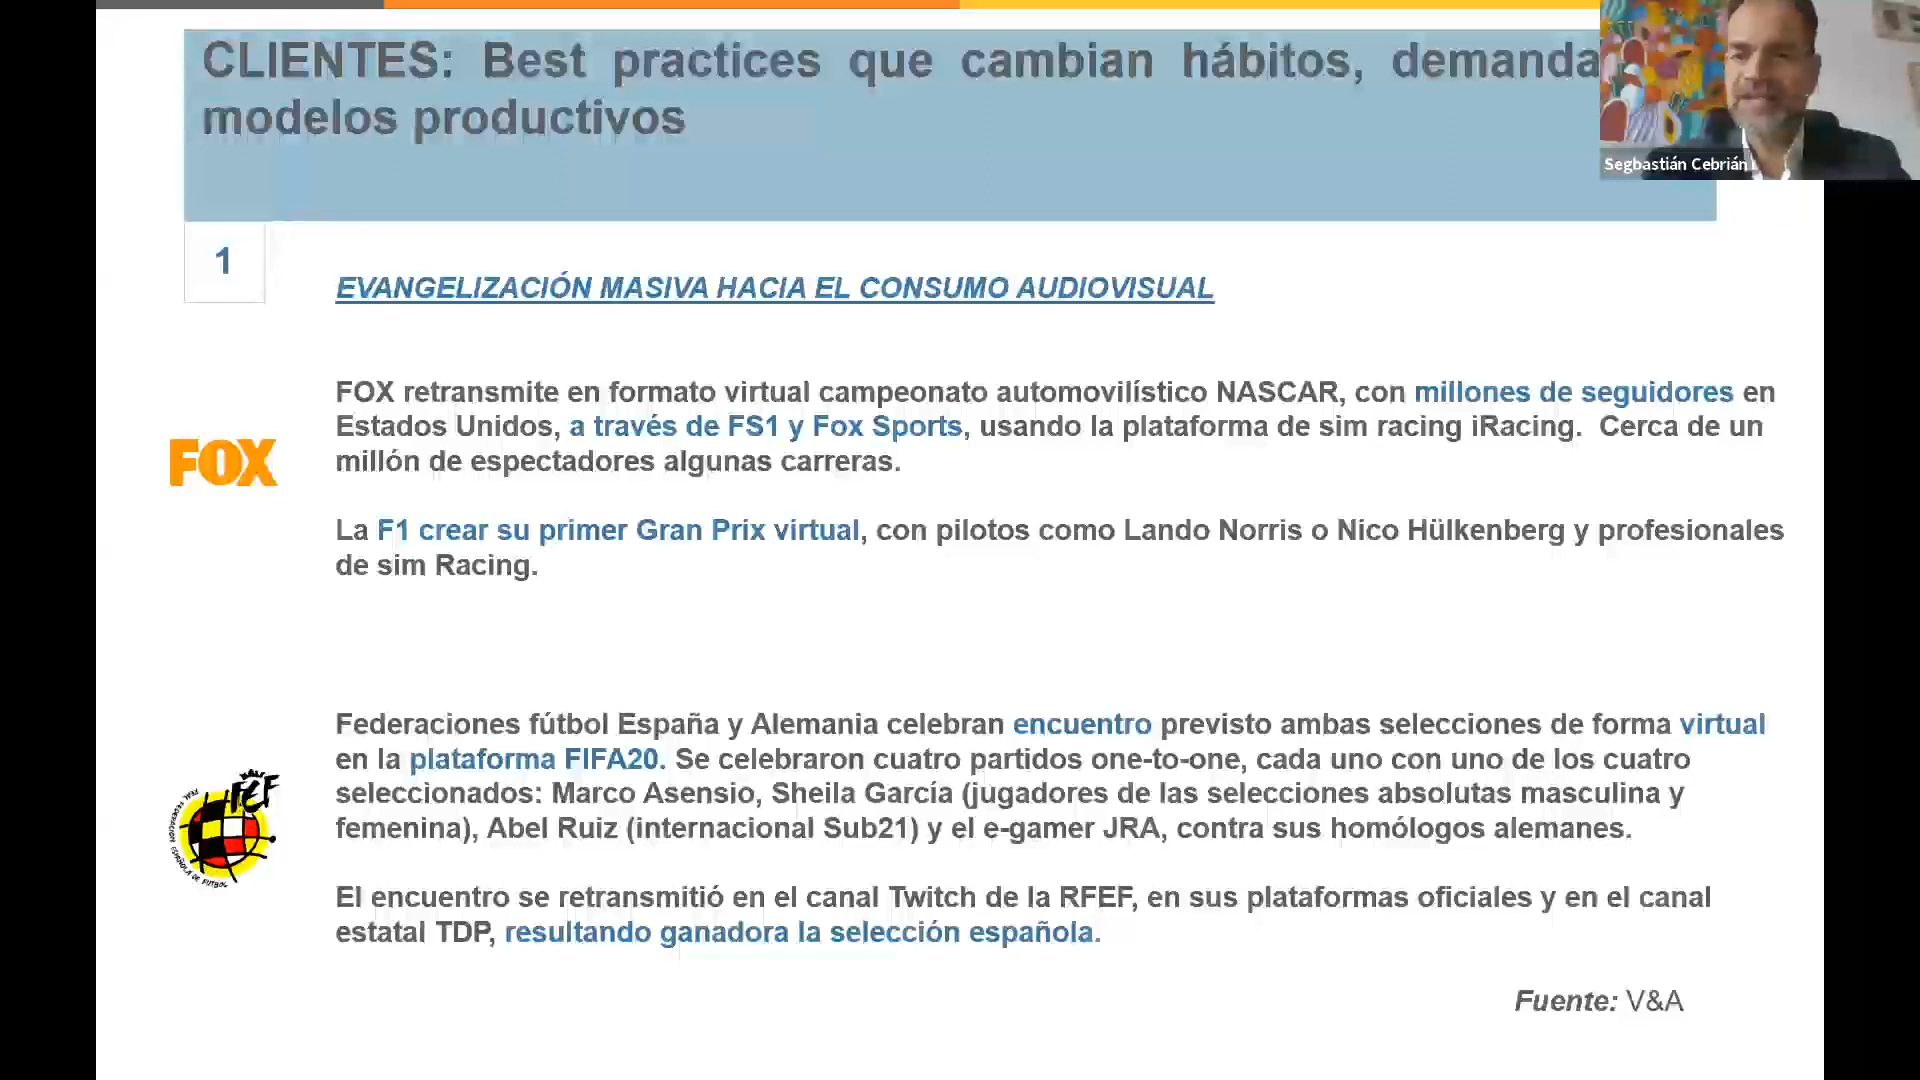 CLIENTES: Best practices que cambian hábitos, demanda
modelos productivos
Segbastián Cebrián
1
EVANGELIZACIÓN MASIVA HACIA EL CONSUMO AUDIOVISUAL
FOX retransmite en formato virtual campeonato automovilístico NASCAR, con millones de seguidores en
Estados Unidos, a través de FS1 y Fox Sports, usando la plataforma de sim racing iRacing. Cerca de un
millón de espectadores algunas carreras.
FOX
La F1 crear su primer Gran Prix virtual, con pilotos como Lando Norris o Nico Hülkenberg y profesionales
de sim Racing.
Federaciones fútbol España y Alemania celebran encuentro previsto ambas selecciones de forma virtual
en la plataforma FIFA20. Se celebraron cuatro partidos one-to-one, cada uno con uno de los cuatro
seleccionados: Marco Asensio, Sheila García (jugadores de las selecciones absolutas masculina y
femenina), Abel Ruiz (internacional Sub21) y el e-gamer JRA, contra sus homólogos alemanes.
RFEF
REAL FEDERACION ESPAÑOLA DE FUTBOL
El encuentro se retransmitió en el canal Twitch de la RFEF, en sus plataformas oficiales y en el canal
estatal TDP, resultando ganadora la selección española.
Fuente: V&A